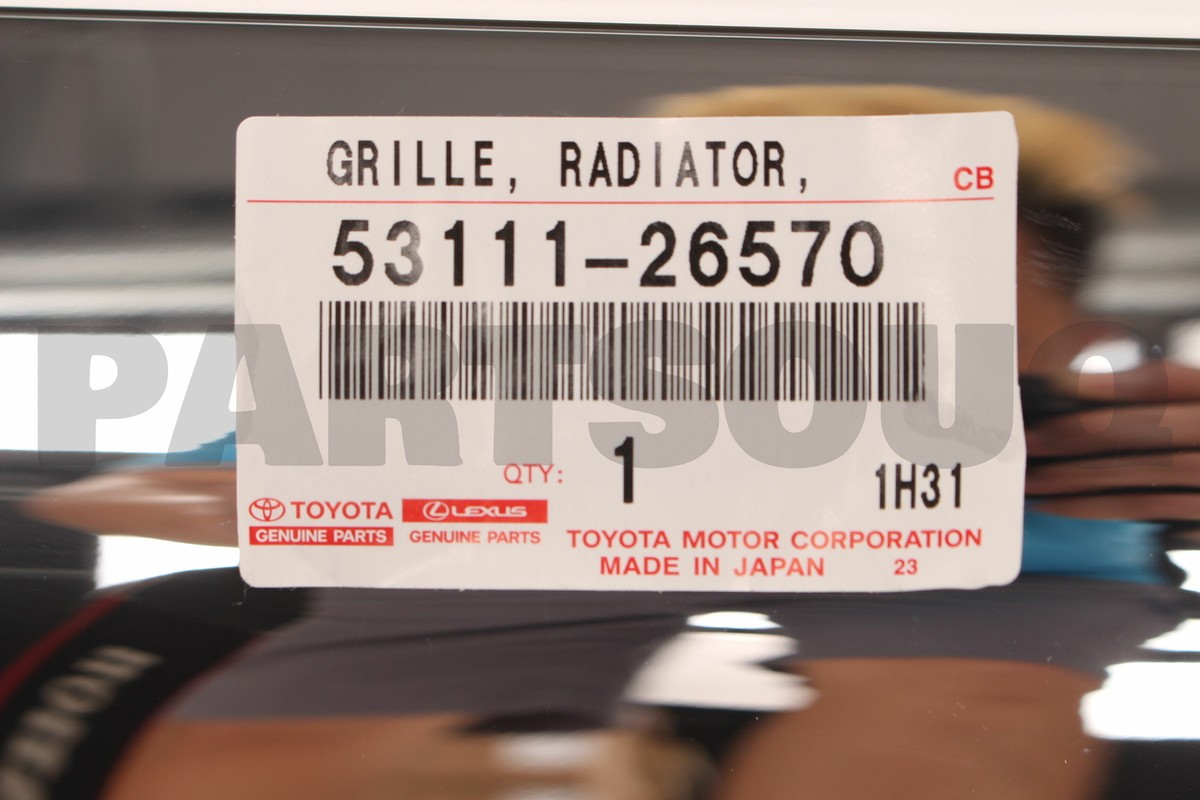 GRILLE, RADIATOR,
CB
53111-26570
PARTSOUQ
QTY: 1
1H31
TOYOTA
GENUINE PARTS
LEXUS
GENUINE PARTS
TOYOTA MOTOR CORPORATION
MADE IN JAPAN 23